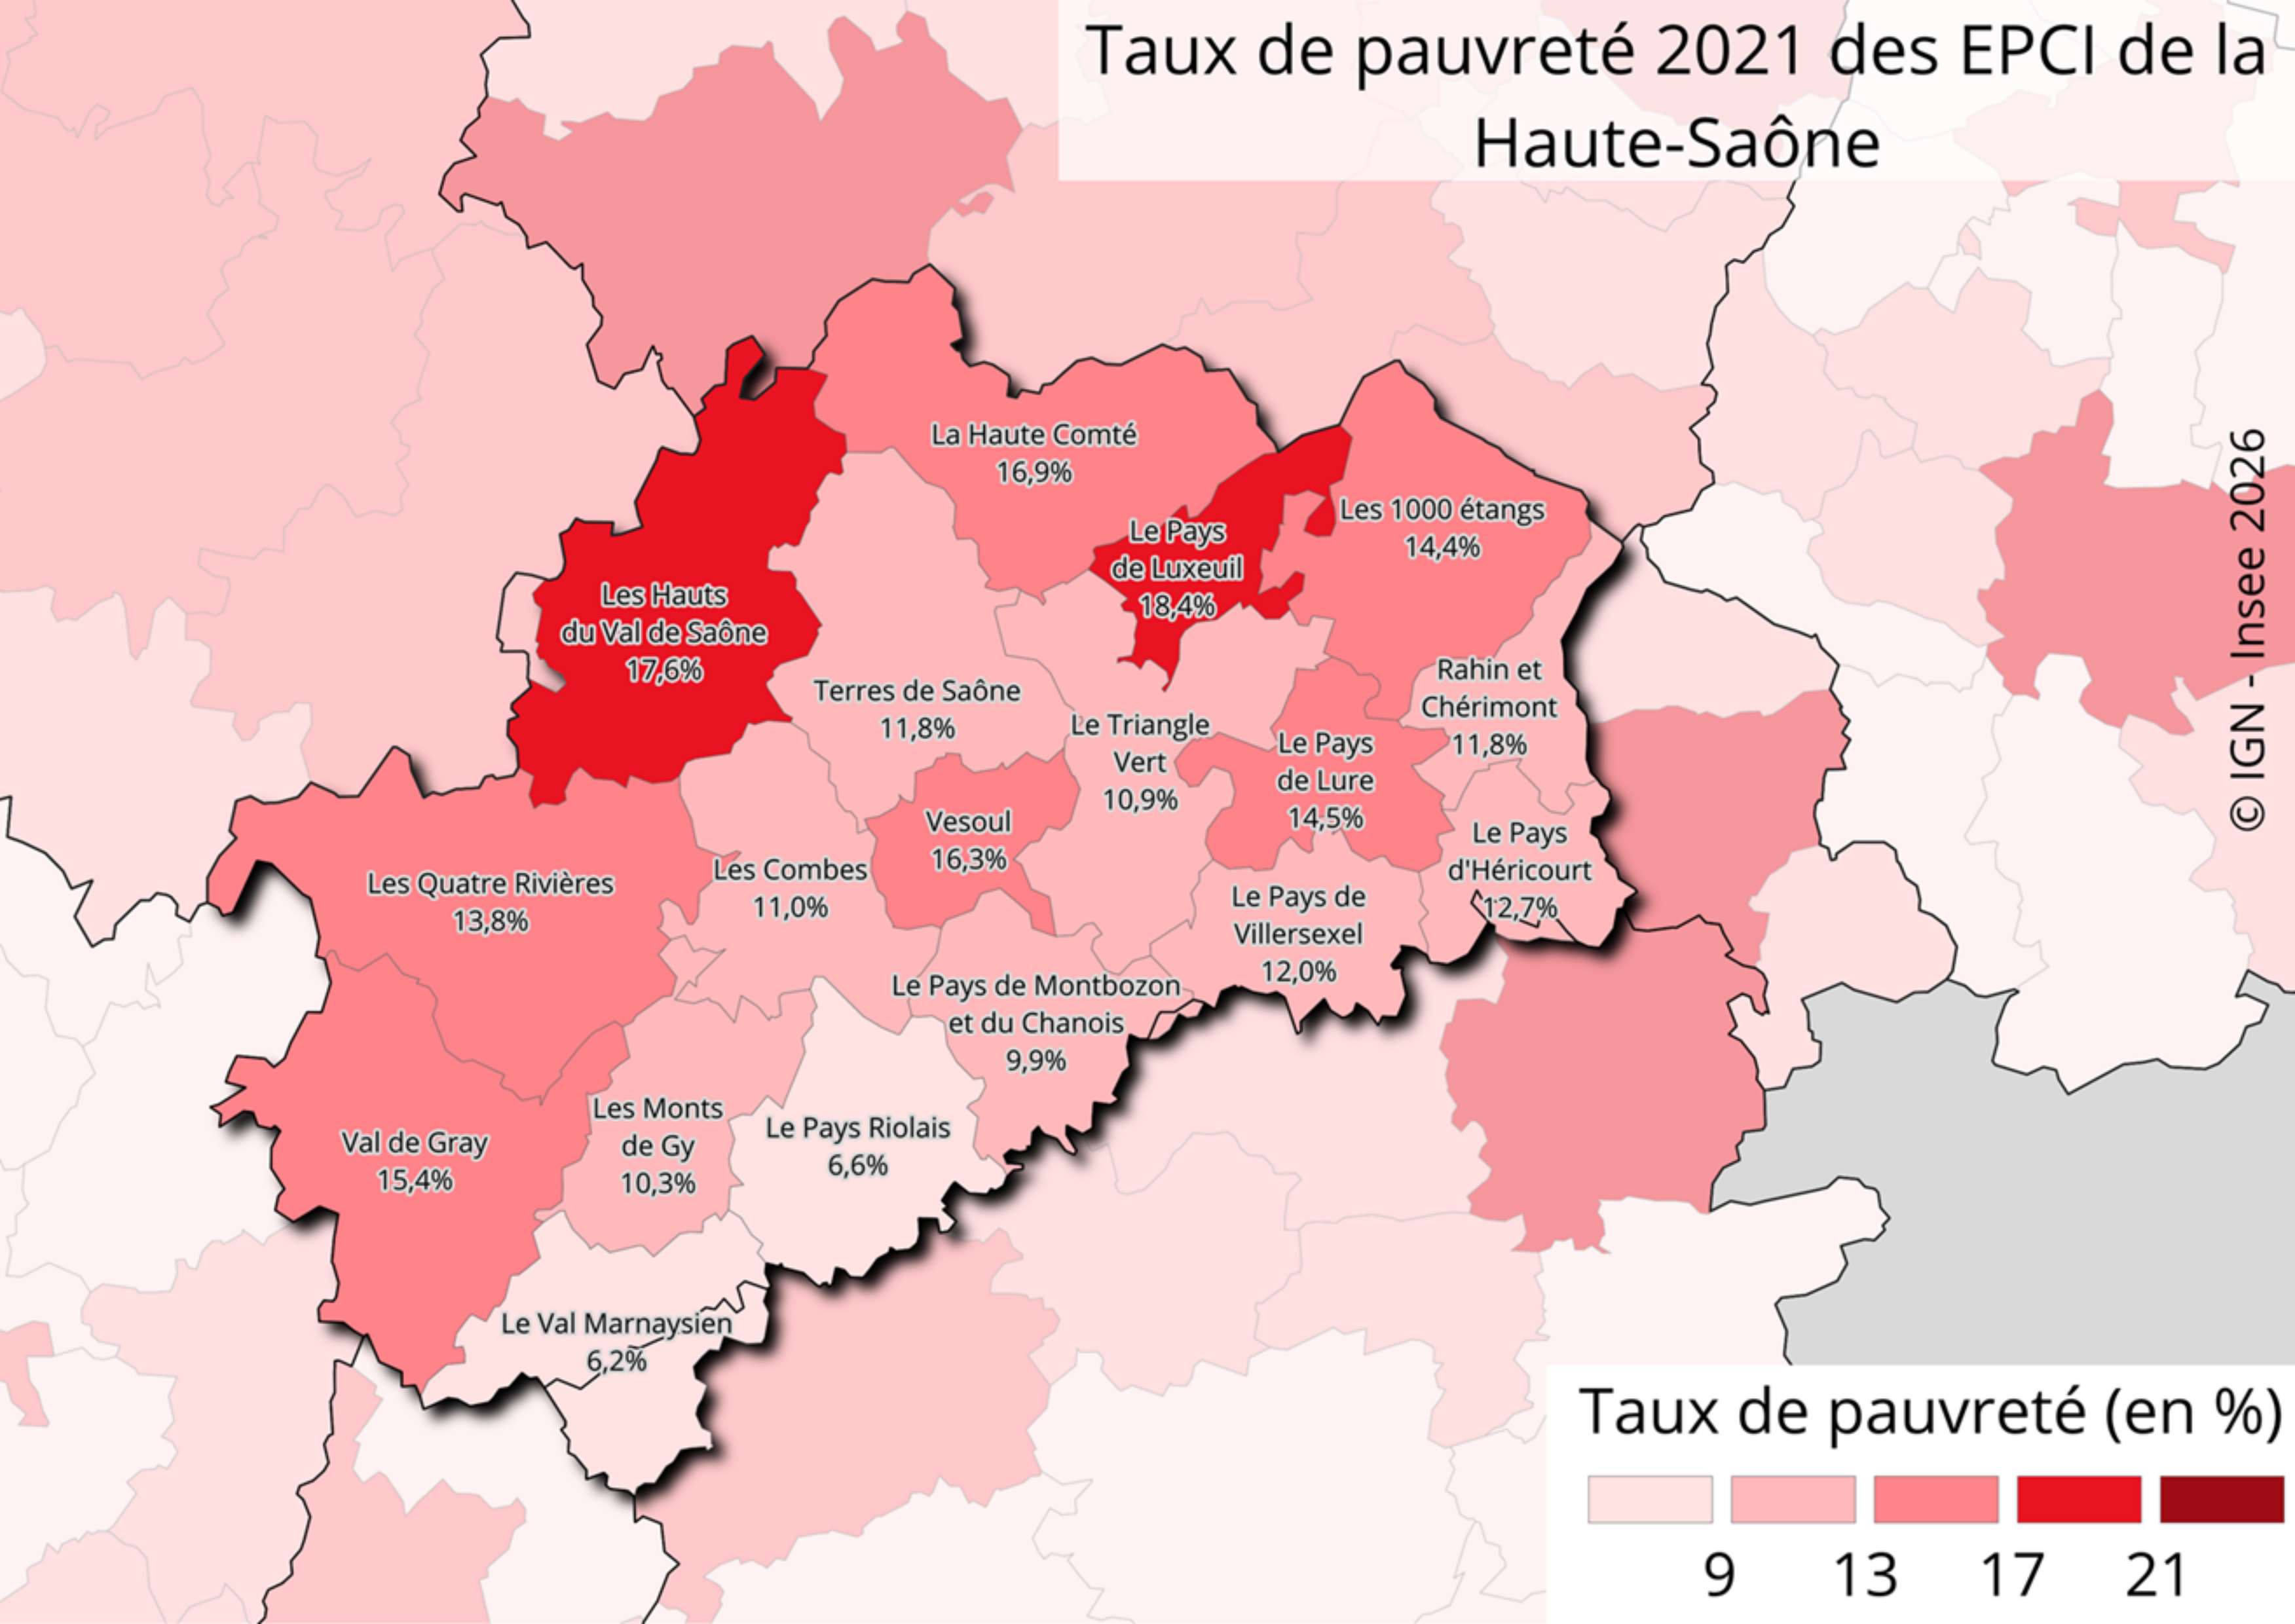 Taux de pauvreté 2021 des EPCI de la
Haute-Saône
La Haute Comté
16,9%
Les 1000 étangs
14,4%
Le Pays
de Luxeuil
18,4%
Les Hauts
du Val de Saône
17,6%
Terres de Saône
11,8%
Rahin et
Chérimont
11,8%
Le Triangle
Vert
10,9%
Le Pays
de Lure
14,5%
Vesoul
16,3%
Le Pays
d'Héricourt
12,7%
Les Combes
11,0%
Les Quatre Rivières
13,8%
Le Pays de
Villersexel
12,0%
Le Pays de Montbozon
et du Chanois
9,9%
Les Monts
de Gy
10,3%
Le Pays Riolais
6,6%
Val de Gray
15,4%
Le Val Marnaysien
6,2%
© IGN - Insee 2026
Taux de pauvreté (en %)
9 13 17 21